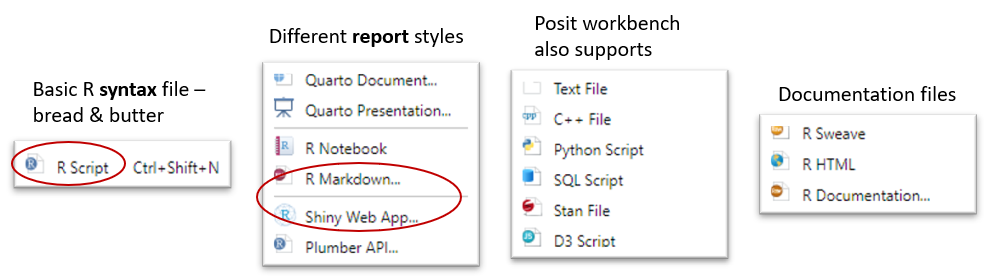 Basic R syntax file –
bread & butter
R Script Ctrl+Shift+N
Different report styles
Quarto Document...
Quarto Presentation...
R Notebook
R Markdown...
Shiny Web App...
Plumber API...
Posit workbench
also supports
Text File
C++ File
Python Script
SQL Script
Stan File
D3 Script
Documentation files
R Sweave
R HTML
R Documentation...